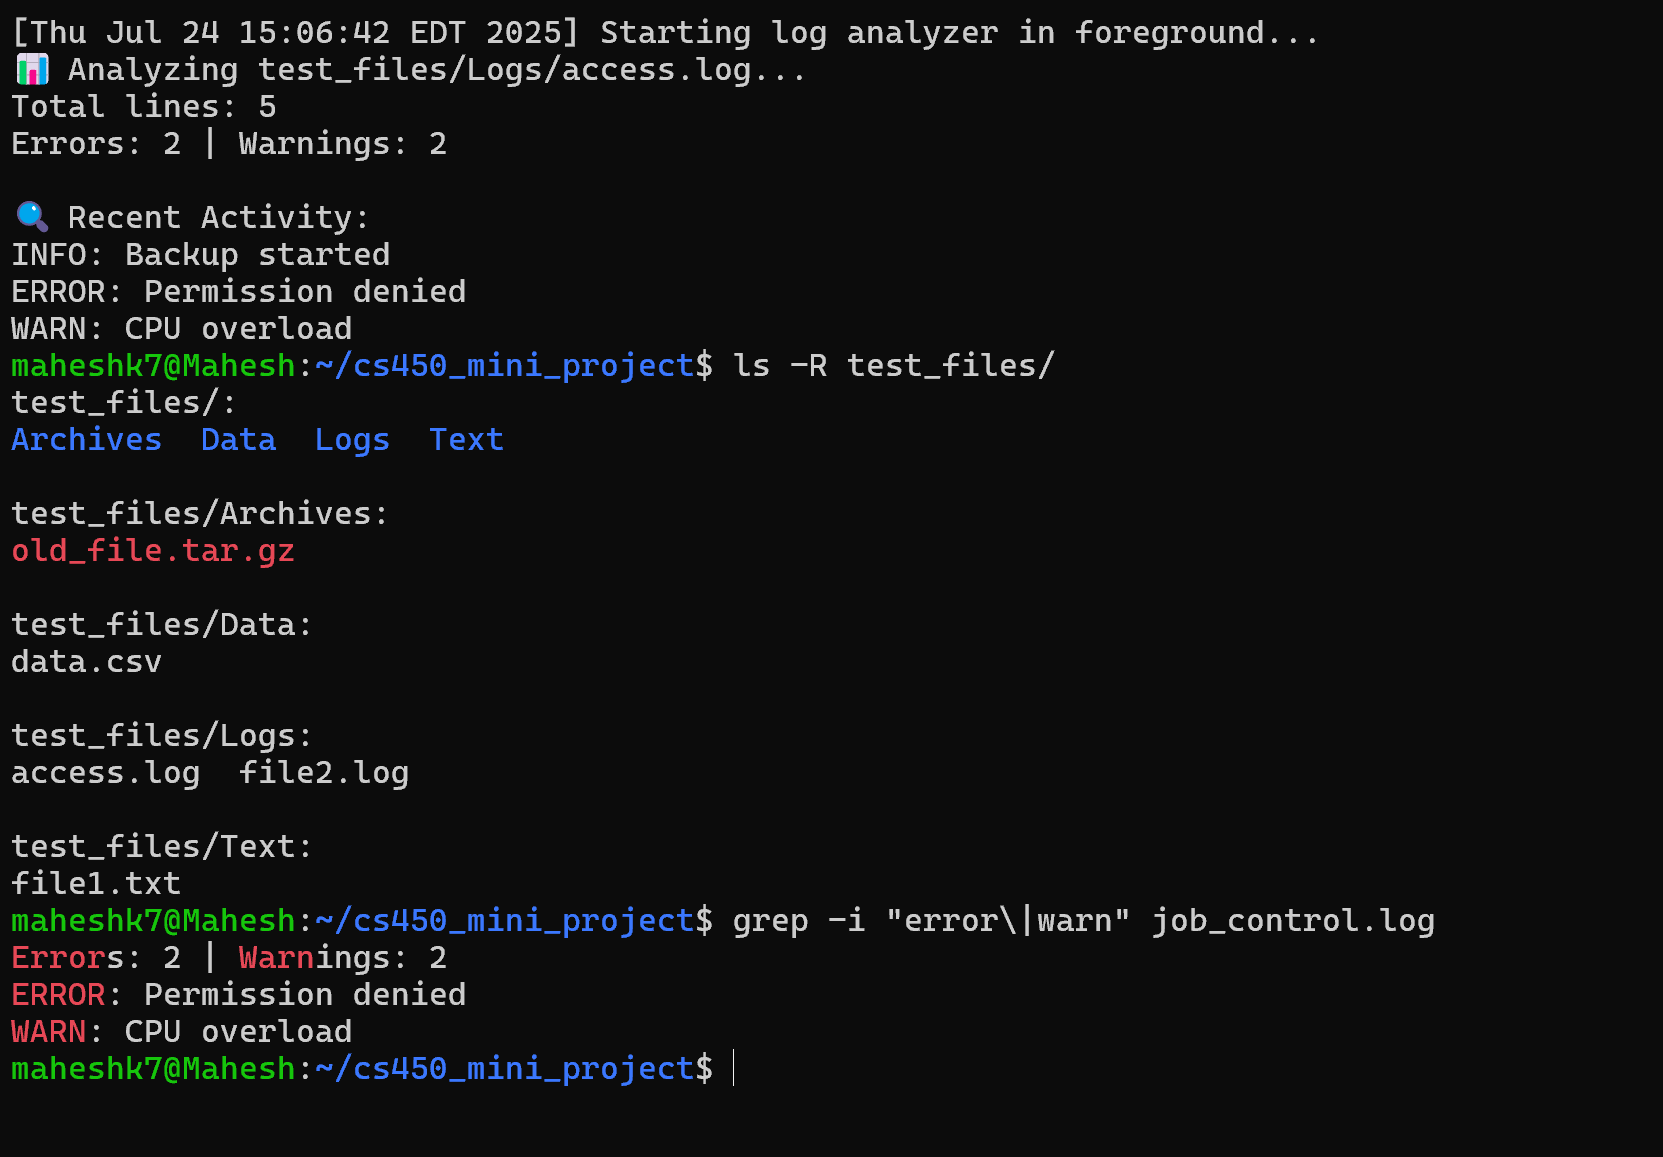 [Thu Jul 24 15:06:42 EDT 2025] Starting log analyzer in foreground...
📊 Analyzing test_files/Logs/access.log...
Total lines: 5
Errors: 2 | Warnings: 2
🔍 Recent Activity:
INFO: Backup started
ERROR: Permission denied
WARN: CPU overload
maheshk7@Mahesh:~/cs450_mini_project$ ls -R test_files/
test_files/:
Archives  Data  Logs  Text
test_files/Archives:
old_file.tar.gz
test_files/Data:
data.csv
test_files/Logs:
access.log  file2.log
test_files/Text:
file1.txt
maheshk7@Mahesh:~/cs450_mini_project$ grep -i "error\|warn" job_control.log
Errors: 2 | Warnings: 2
ERROR: Permission denied
WARN: CPU overload
maheshk7@Mahesh:~/cs450_mini_project$